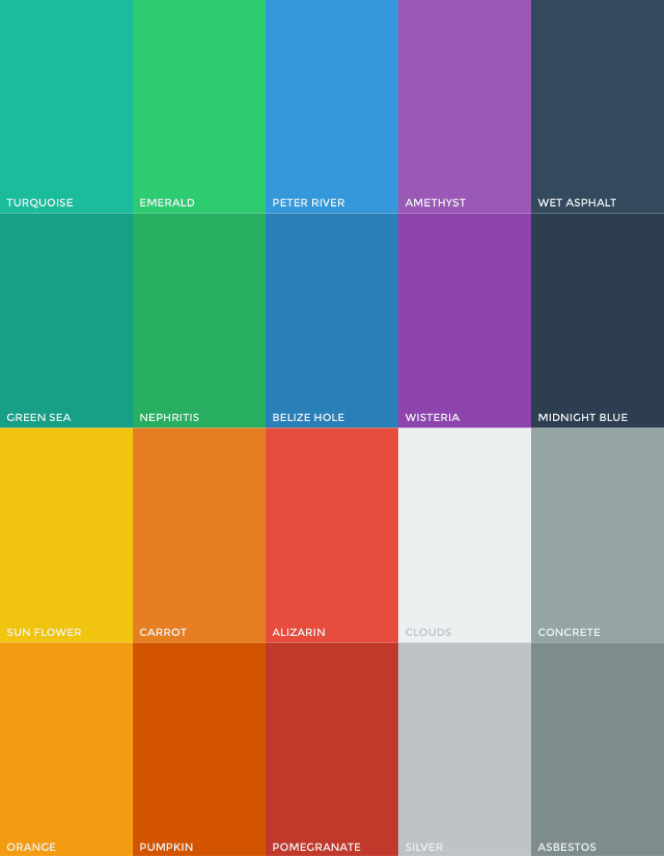 TURQUOISE
EMERALD
PETER RIVER
AMETHYST
WET ASPHALT
GREEN SEA
NEPHRITIS
BELIZE HOLE
WISTERIA
MIDNIGHT BLUE
SUN FLOWER
CARROT
ALIZARIN
CLOUDS
CONCRETE
ORANGE
PUMPKIN
POMEGRANATE
SILVER
ASBESTOS